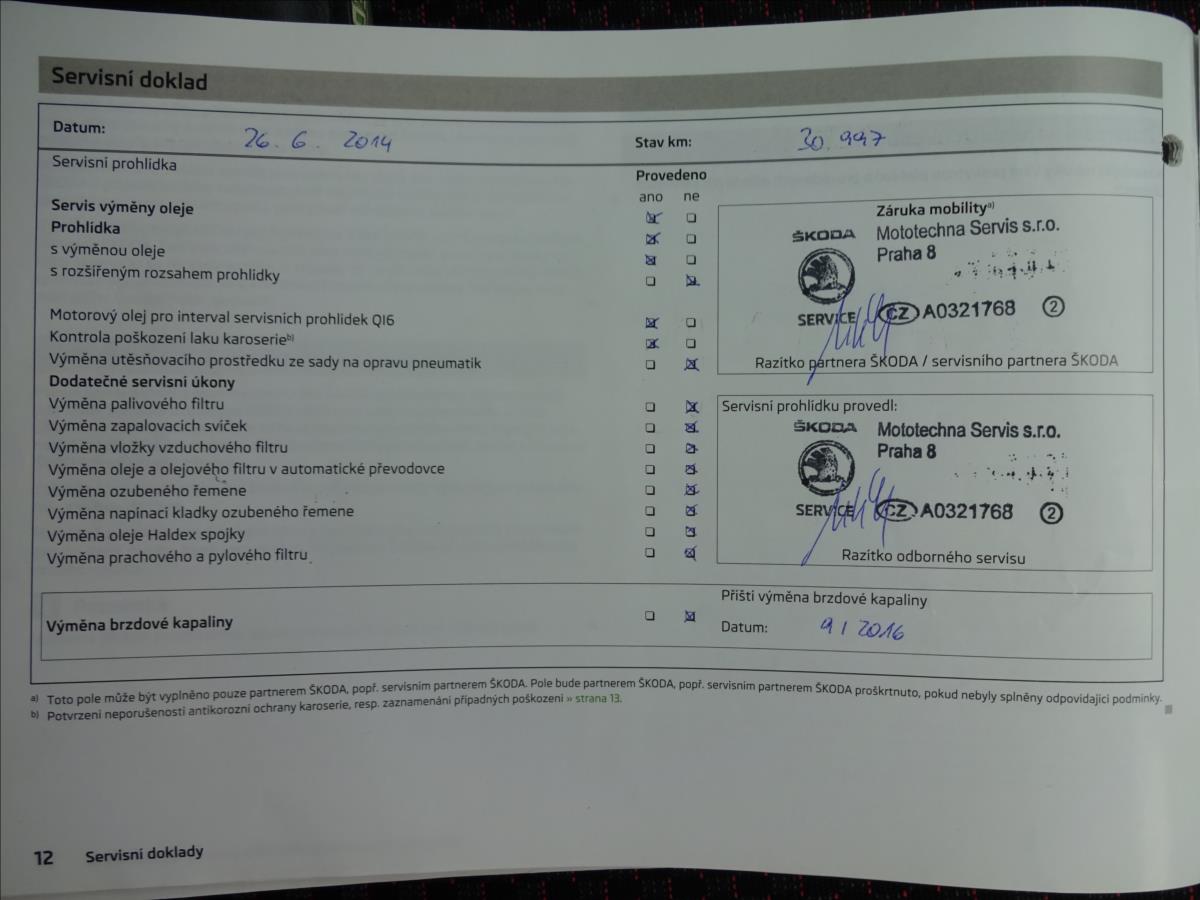 Servisní doklad
Datum: 26. 6. 2014 Stav km: 30.997
Servisní prohlídka
Provedeno
ano ne
Servis výměny oleje
Prohlídka
s výměnou oleje
s rozšířeným rozsahem prohlídky
Motorový olej pro interval servisních prohlídek QI6
Kontrola poškození laku karoserie b)
Výměna utěsňovacího prostředku ze sady na opravu pneumatik
Dodatečné servisní úkony
Výměna palivového filtru
Výměna zapalovacích svíček
Výměna vložky vzduchového filtru
Výměna oleje a olejového filtru v automatické převodovce
Výměna ozubeného řemene
Výměna napínací kladky ozubeného řemene
Výměna oleje Haldex spojky
Výměna prachového a pylového filtru
Záruka mobility a)
ŠKODA Mototechna Servis s.r.o.
Praha 8
SERVICE CZ A0321768 2
Razítko partnera ŠKODA / servisního partnera ŠKODA
Servisní prohlídku provedl:
ŠKODA Mototechna Servis s.r.o.
Praha 8
SERVICE CZ A0321768 2
Razítko odborného servisu
Výměna brzdové kapaliny
Příští výměna brzdové kapaliny
Datum: 9 / 2016
a) Toto pole může být vyplněno pouze partnerem ŠKODA, popř. servisním partnerem ŠKODA. Pole bude partnerem ŠKODA, popř. servisním partnerem ŠKODA proškrtnuto, pokud nebyly splněny odpovídající podmínky.
b) Potvrzení neporušenosti antikorozní ochrany karoserie, resp. zaznamenání případných poškození » strana 13.
12 Servisní doklady